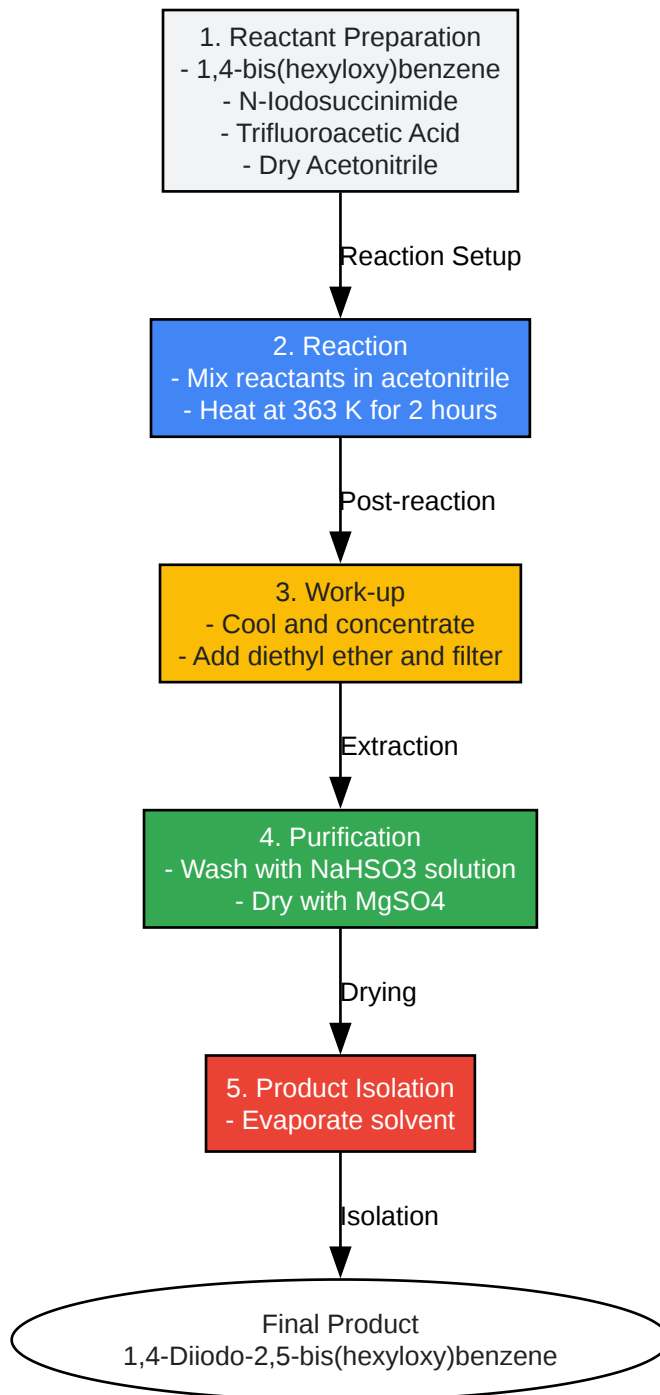 1. Reactant Preparation
- 1,4-bis(hexyloxy)benzene
- N-Iodosuccinimide
- Trifluoroacetic Acid
- Dry Acetonitrile
Reaction Setup
2. Reaction
- Mix reactants in acetonitrile
- Heat at 363 K for 2 hours
Post-reaction
3. Work-up
- Cool and concentrate
- Add diethyl ether and filter
Extraction
4. Purification
- Wash with NaHSO3 solution
- Dry with MgSO4
Drying
5. Product Isolation
- Evaporate solvent
Isolation
Final Product
1,4-Diiodo-2,5-bis(hexyloxy)benzene